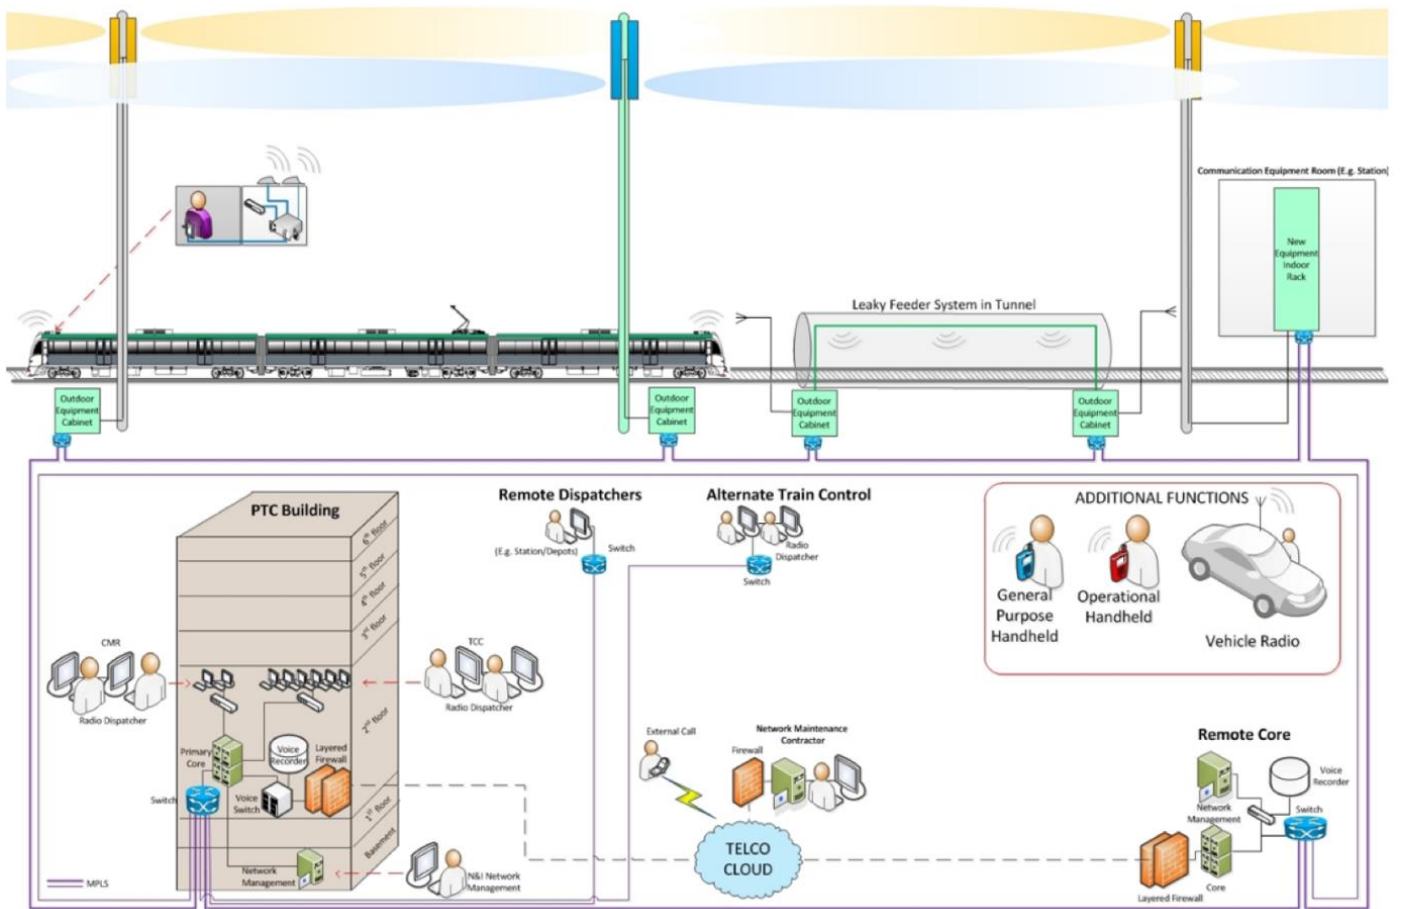 Communication Equipment Room (E.g. Station)
New
Equipment
Indoor
Rack
Leaky Feeder System in Tunnel
Outdoor
Equipment
Cabinet
Outdoor
Equipment
Cabinet
Outdoor
Equipment
Cabinet
Outdoor
Equipment
Cabinet
PTC Building
6th floor
5th floor
4th floor
3rd floor
2nd floor
1st floor
Basement
Remote Dispatchers
(E.g. Station/Depots)
Switch
Alternate Train Control
Radio
Dispatcher
Switch
ADDITIONAL FUNCTIONS
General
Purpose
Handheld
Operational
Handheld
Vehicle Radio
CMR
Radio Dispatcher
TCC
Radio Dispatcher
Primary
Core
Voice
Recorder
Layered
Firewall
Switch
Voice
Switch
Network
Management
N&I Network
Management
External Call
Network Maintenance
Contractor
Firewall
TELCO
CLOUD
Remote Core
Voice
Recorder
Network
Management
Switch
Core
Layered Firewall
MPLS